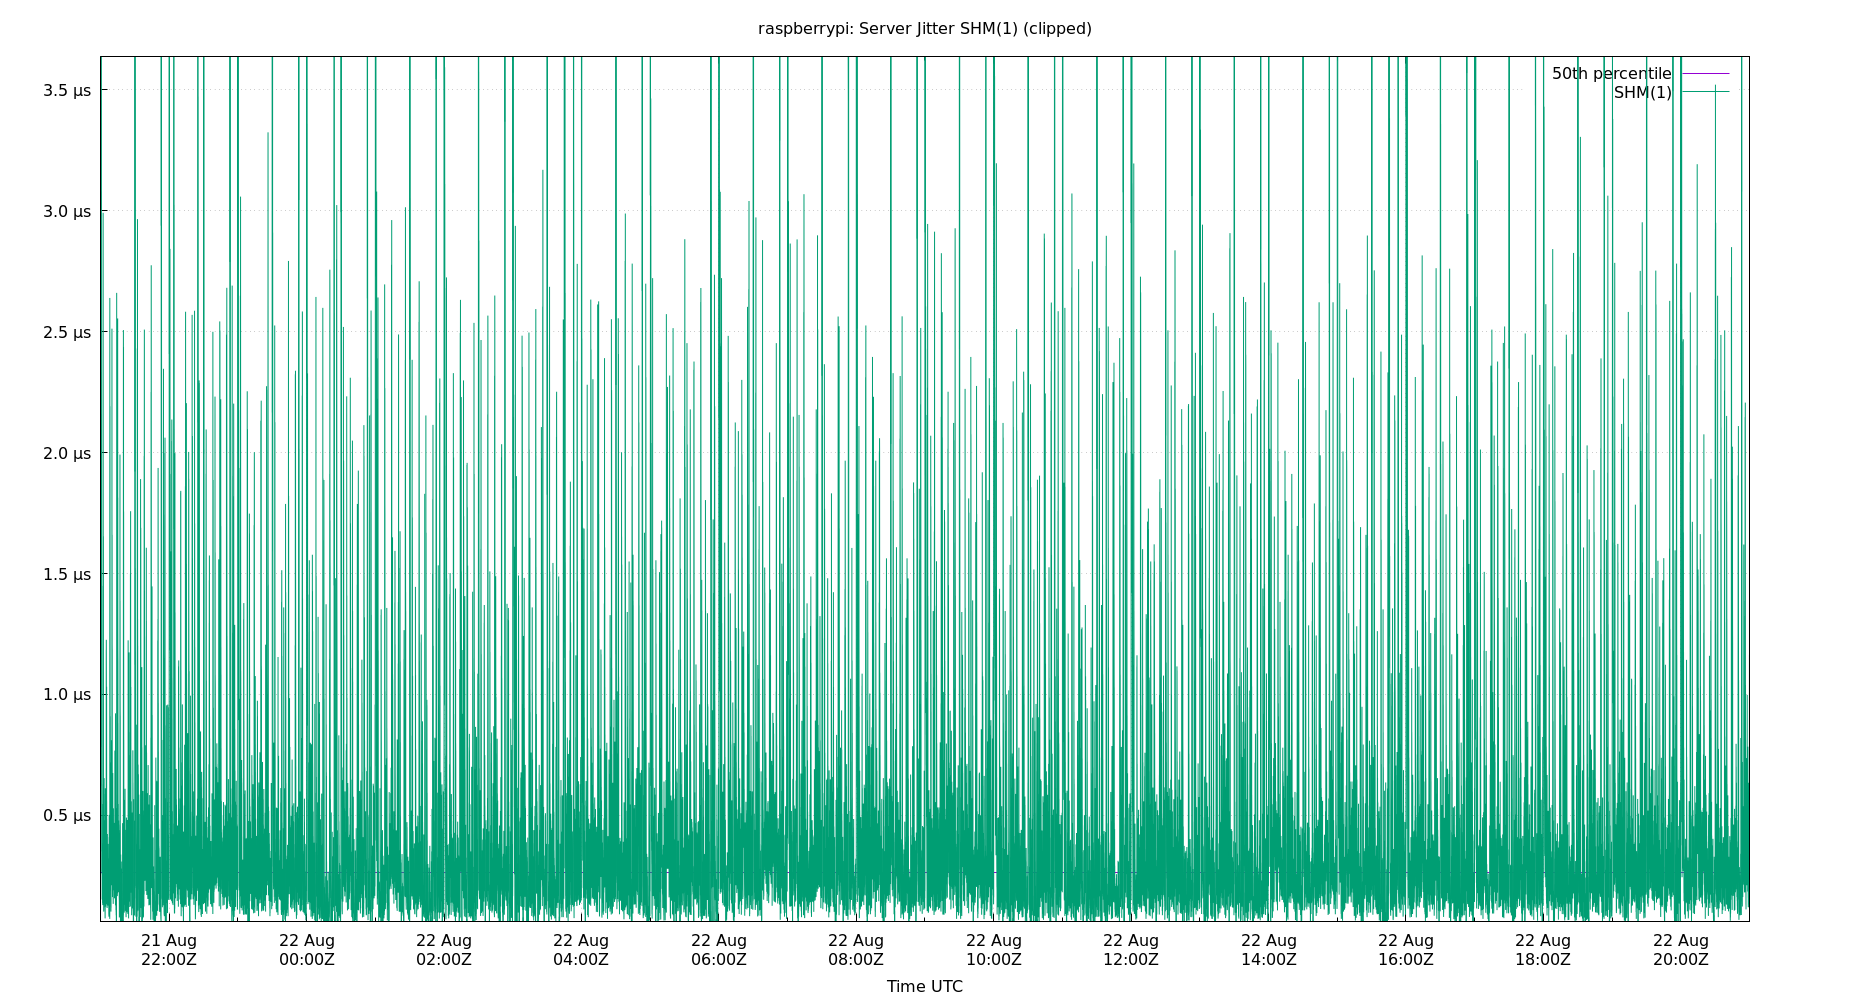 raspberrypi: Server Jitter SHM(1) (clipped)
50th percentile
SHM(1)
3.5 µs
3.0 µs
2.5 µs
2.0 µs
1.5 µs
1.0 µs
0.5 µs
21 Aug 22 Aug 22 Aug 22 Aug 22 Aug 22 Aug 22 Aug 22 Aug 22 Aug 22 Aug 22 Aug 22 Aug
22:00Z 00:00Z 02:00Z 04:00Z 06:00Z 08:00Z 10:00Z 12:00Z 14:00Z 16:00Z 18:00Z 20:00Z
Time UTC